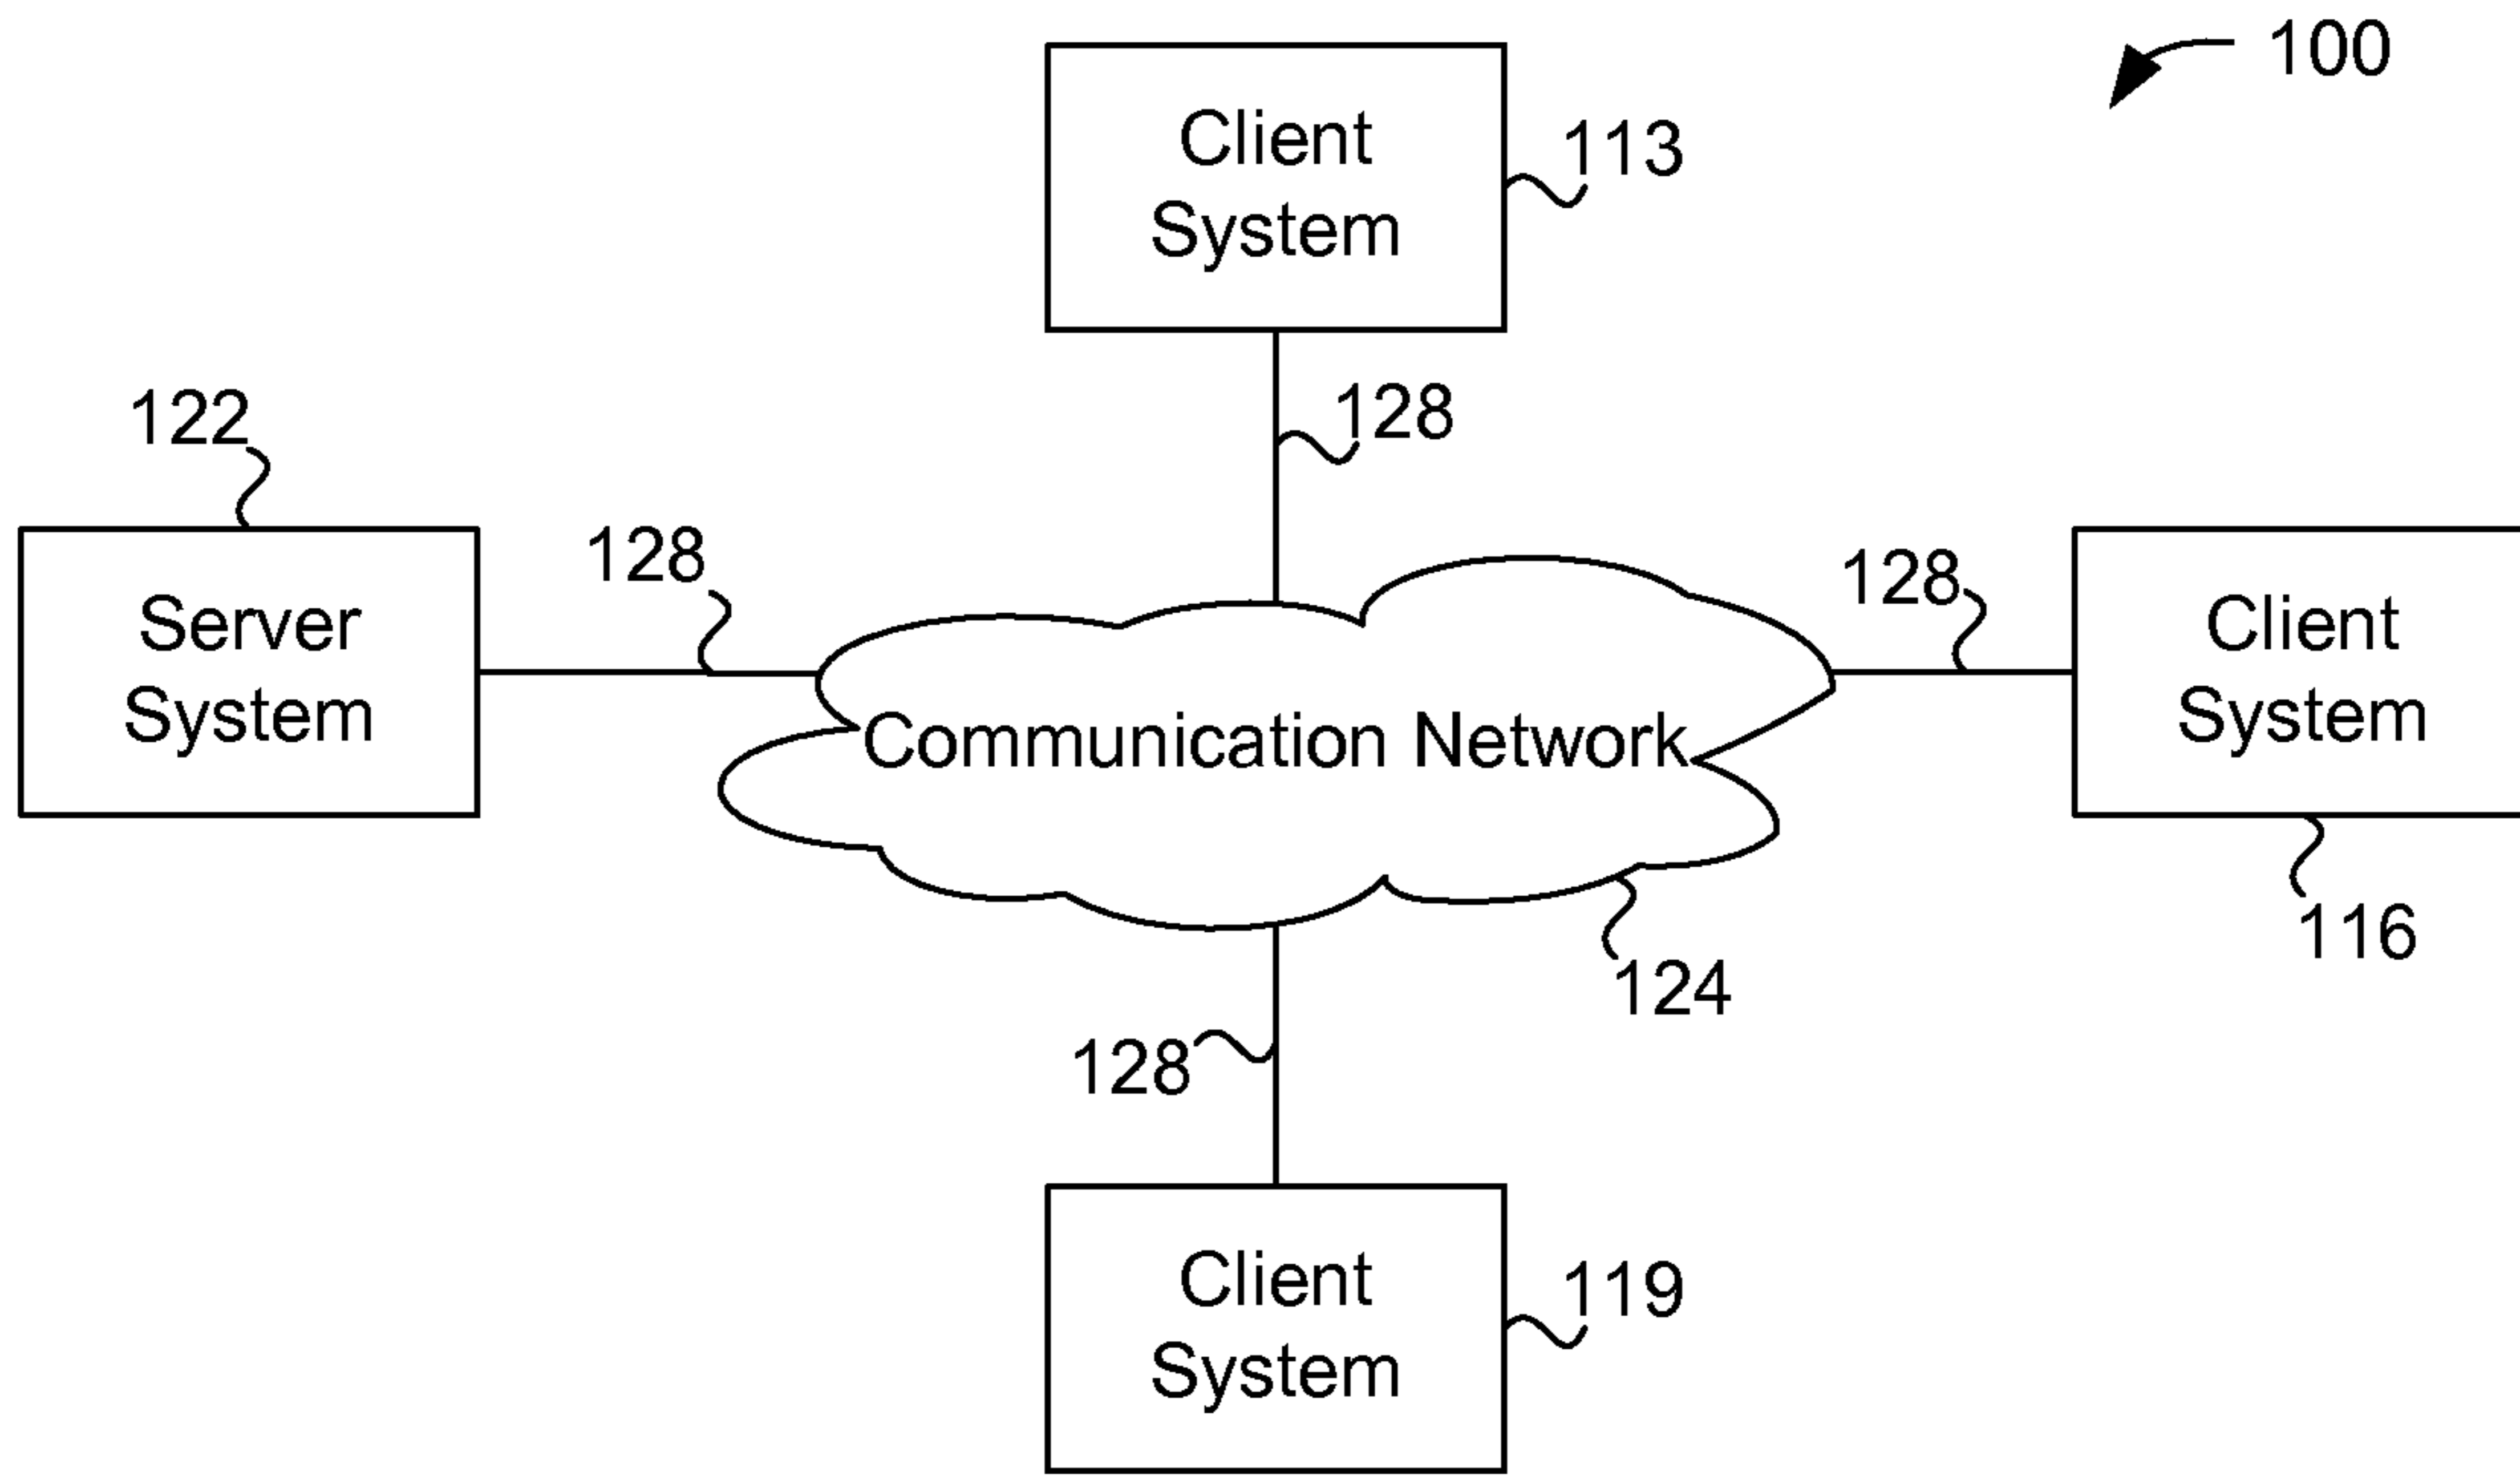 100
Client
System
113
128
122
Server
System
128
128
Client
System
Communication Network
116
124
128
Client
System
119